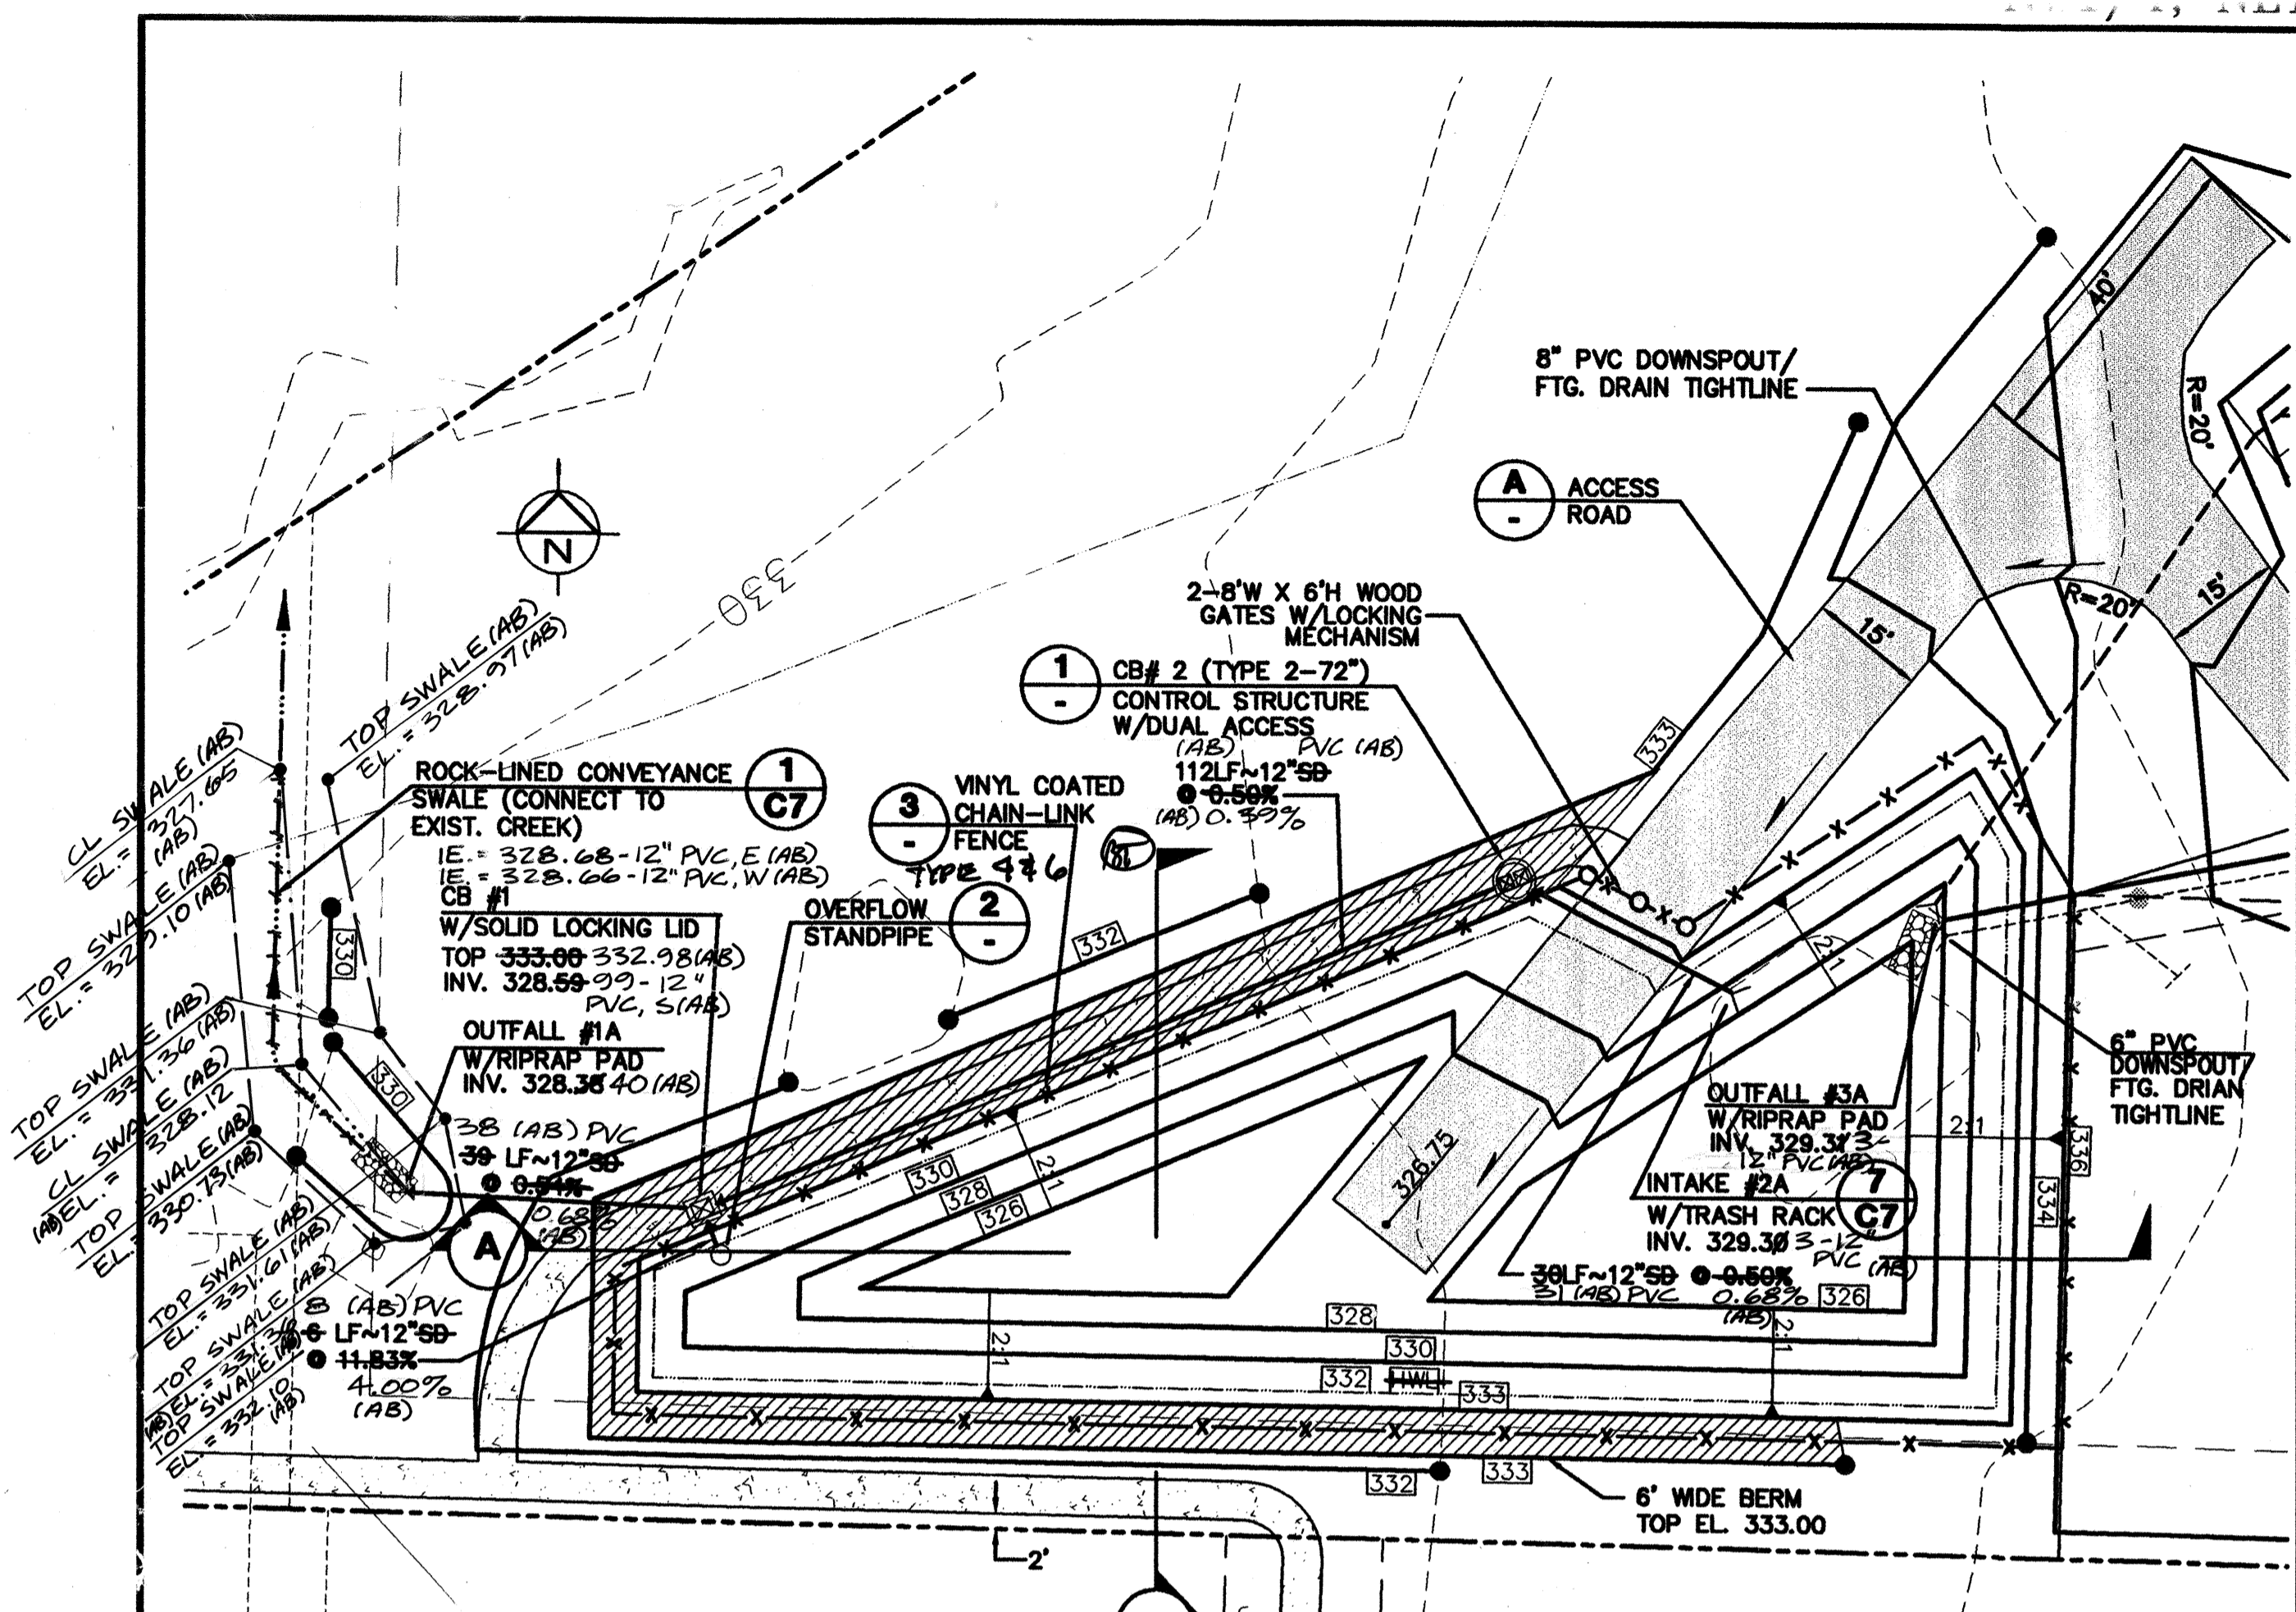 40'
R=20'
8" PVC DOWNSPOUT/
FTG. DRAIN TIGHTLINE
A
-
ACCESS
ROAD
N
330
R=20'
15'
15'
2-8'W X 6'H WOOD
GATES W/LOCKING
MECHANISM
1
-
CB# 2 (TYPE 2-72")
CONTROL STRUCTURE
W/DUAL ACCESS
(AB) PVC (AB)
112LF~12"SD
@ 0.50%
(AB) 0.39%
333
TOP SWALE (AB)
EL. = 328.97 (AB)
CL SWALE (AB)
EL. = 327.65
(AB)
TOP SWALE (AB)
ROCK-LINED CONVEYANCE
SWALE (CONNECT TO
EXIST. CREEK)
1
C7
IE. = 328.68-12" PVC, E (AB)
IE. = 328.66-12" PVC, W (AB)
CB #1
W/SOLID LOCKING LID
TOP 333.00 332.98(AB)
INV. 328.59 99-12"
PVC, S(AB)
3
-
VINYL COATED
CHAIN-LINK
FENCE
TYPE 4 & 6
OVERFLOW
STANDPIPE
2
-
332
330
330
TOP SWALE (AB)
EL. = 331.36 (AB)
CL SWALE (AB)
(AB) EL. = 328.12
TOP SWALE (AB)
EL. = 330.73 (AB)
OUTFALL #1A
W/RIPRAP PAD
INV. 328.38 40 (AB)
38 (AB) PVC
39 LF~12"SD
@ 0.51%
(AB)
A
330
328
326
2:1
2:1
326.75
OUTFALL #3A
W/RIPRAP PAD
INV. 329.31 3-
12" PVC (AB)
INTAKE #2A
W/TRASH RACK
7
C7
INV. 329.30 3-12"
PVC (AB)
30LF~12"SD @ 0.50%
31 (AB) PVC 0.68%
(AB)
326
6" PVC
DOWNSPOUT/
FTG. DRIAN
TIGHTLINE
2:1
336
334
TOP SWALE (AB)
EL. = 331.61 (AB)
TOP SWALE (AB)
TOP SWALE
EL. = 332.10
(AB)
8 (AB) PVC
6 LF~12"SD
@ 11.83%
4.00%
(AB)
2:1
2:1
328
330
332
HWL
333
332
333
6' WIDE BERM
TOP EL. 333.00
2'